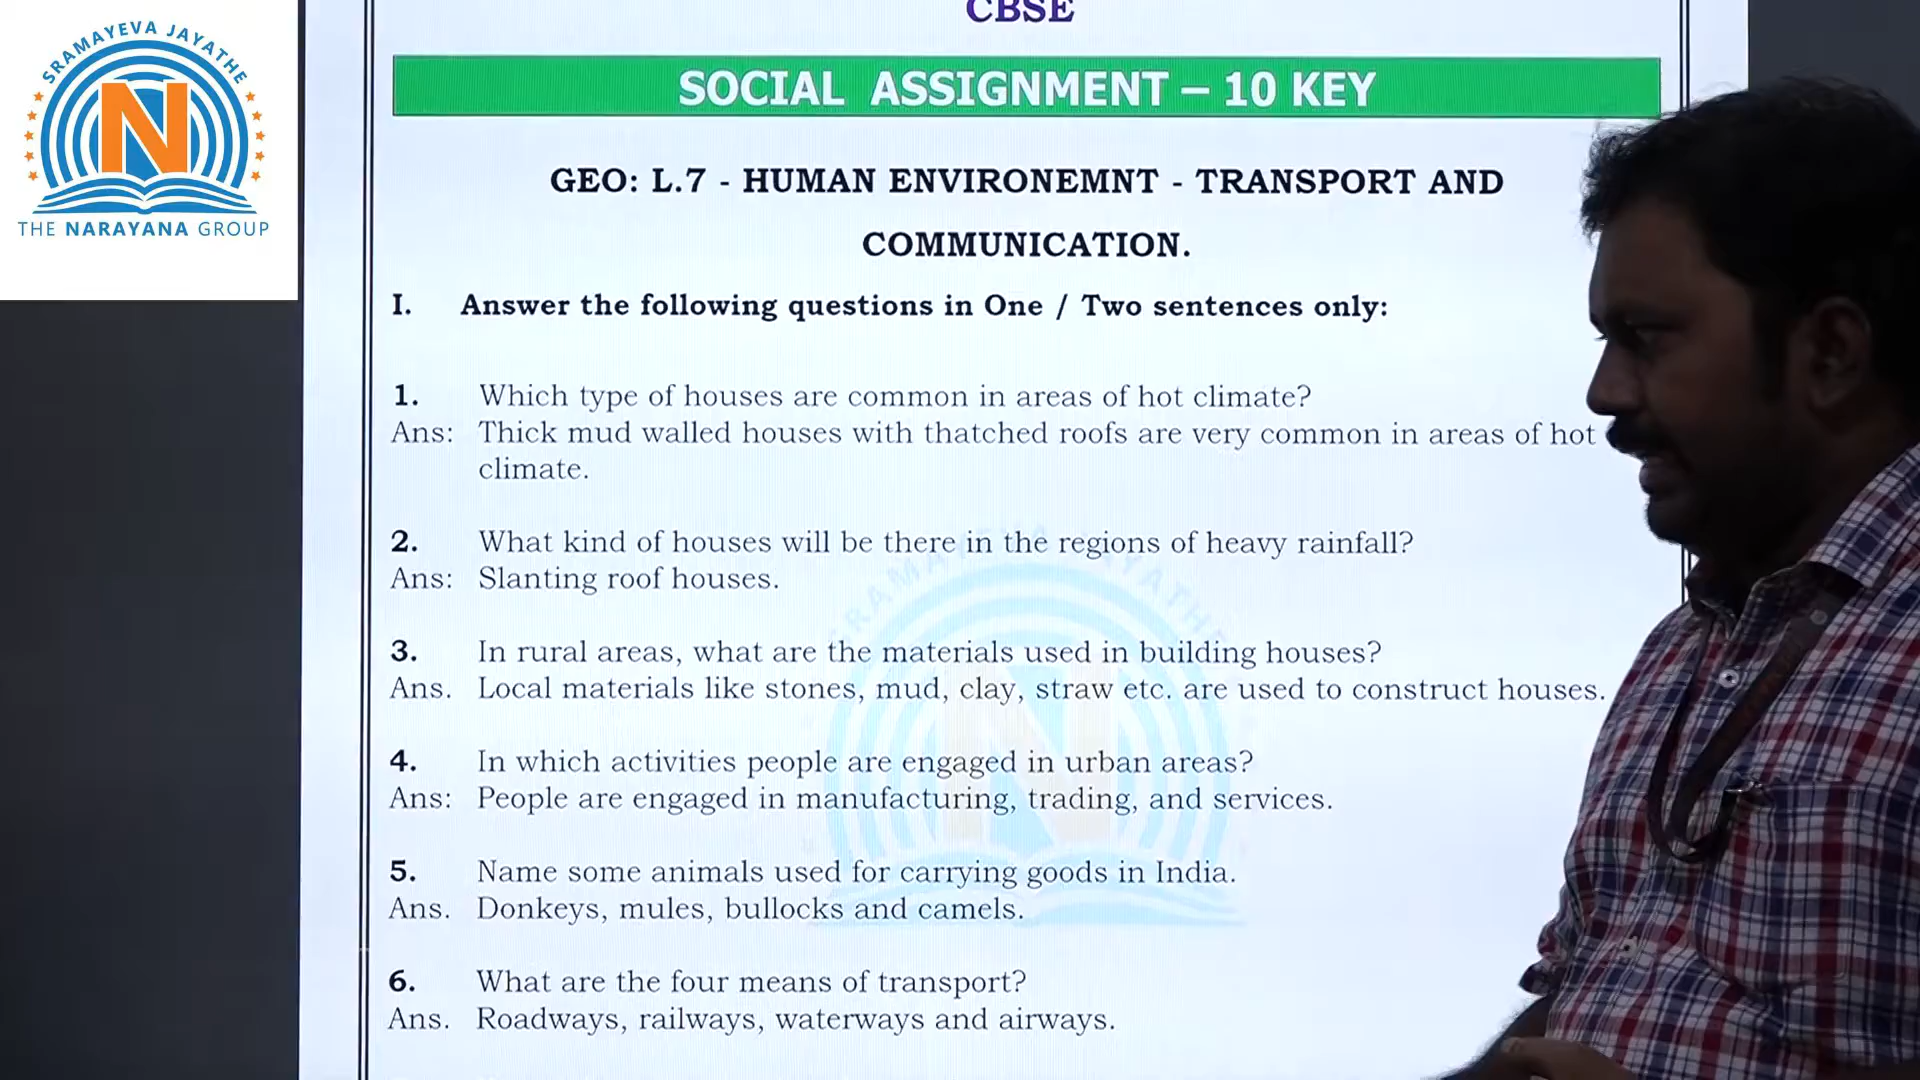 SRAMAYEVA JAYATHE
N
THE NARAYANA GROUP
CBSE
SOCIAL ASSIGNMENT – 10 KEY
GEO: L.7 - HUMAN ENVIRONEMNT - TRANSPORT AND
COMMUNICATION.
I. Answer the following questions in One / Two sentences only:
1. Which type of houses are common in areas of hot climate?
Ans: Thick mud walled houses with thatched roofs are very common in areas of hot
climate.
2. What kind of houses will be there in the regions of heavy rainfall?
Ans: Slanting roof houses.
3. In rural areas, what are the materials used in building houses?
Ans. Local materials like stones, mud, clay, straw etc. are used to construct houses.
4. In which activities people are engaged in urban areas?
Ans: People are engaged in manufacturing, trading, and services.
5. Name some animals used for carrying goods in India.
Ans. Donkeys, mules, bullocks and camels.
6. What are the four means of transport?
Ans. Roadways, railways, waterways and airways.
SRAMAYEVA JAYATHE
N